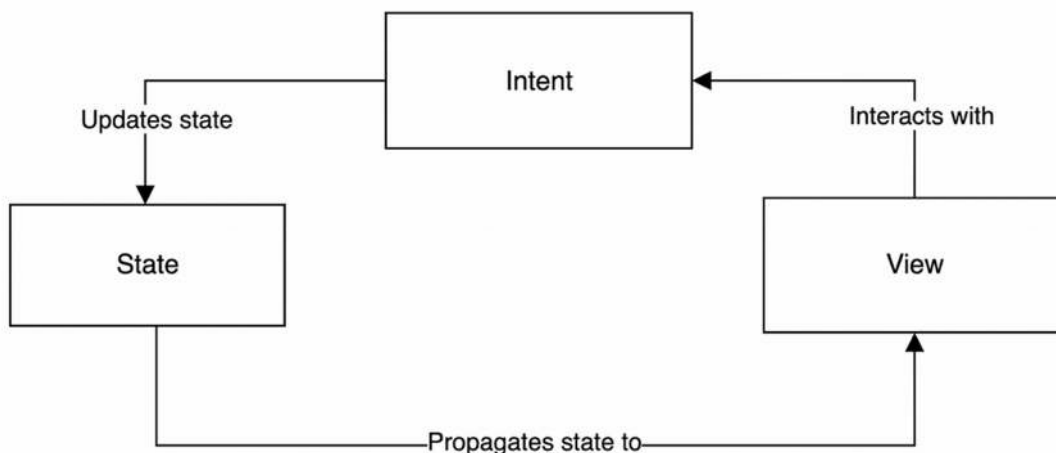 Intent
Updates state
Interacts with
State
View
Propagates state to